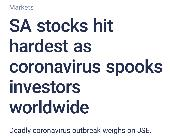 Markets
SA stocks hit
hardest as
coronavirus spooks
investors
worldwide
Deadly coronavirus outbreak weighs on JSE.